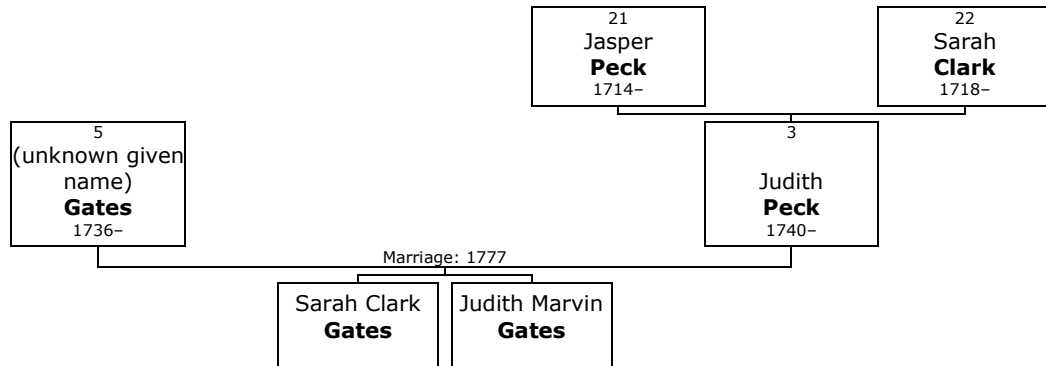 21
Jasper
Peck
1714–
22
Sarah
Clark
1718–
5
(unknown given
name)
Gates
1736–
3
Judith
Peck
1740–
Marriage: 1777
Sarah Clark
Gates
Judith Marvin
Gates